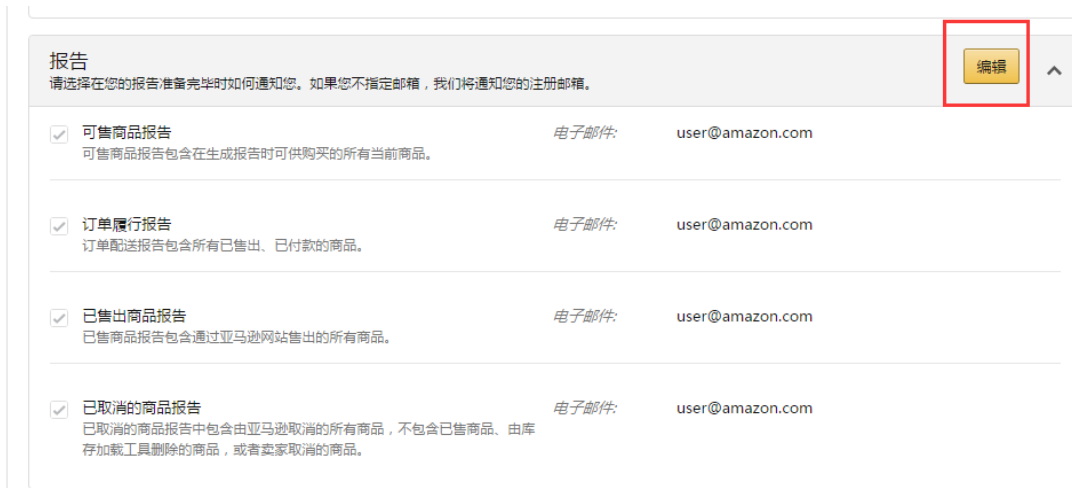 报告
编辑
请选择在您的报告准备完毕时如何通知您。如果您不指定邮箱，我们将通知您的注册邮箱。
可售商品报告 电子邮件: user@amazon.com
可售商品报告包含在生成报告时可供购买的所有当前商品。
订单履行报告 电子邮件: user@amazon.com
订单配送报告包含所有已售出、已付款的商品。
已售出商品报告 电子邮件: user@amazon.com
已售商品报告包含通过亚马逊网站售出的所有商品。
已取消的商品报告 电子邮件: user@amazon.com
已取消的商品报告中包含由亚马逊取消的所有商品，不包含已售商品、由库
存加载工具删除的商品，或者卖家取消的商品。